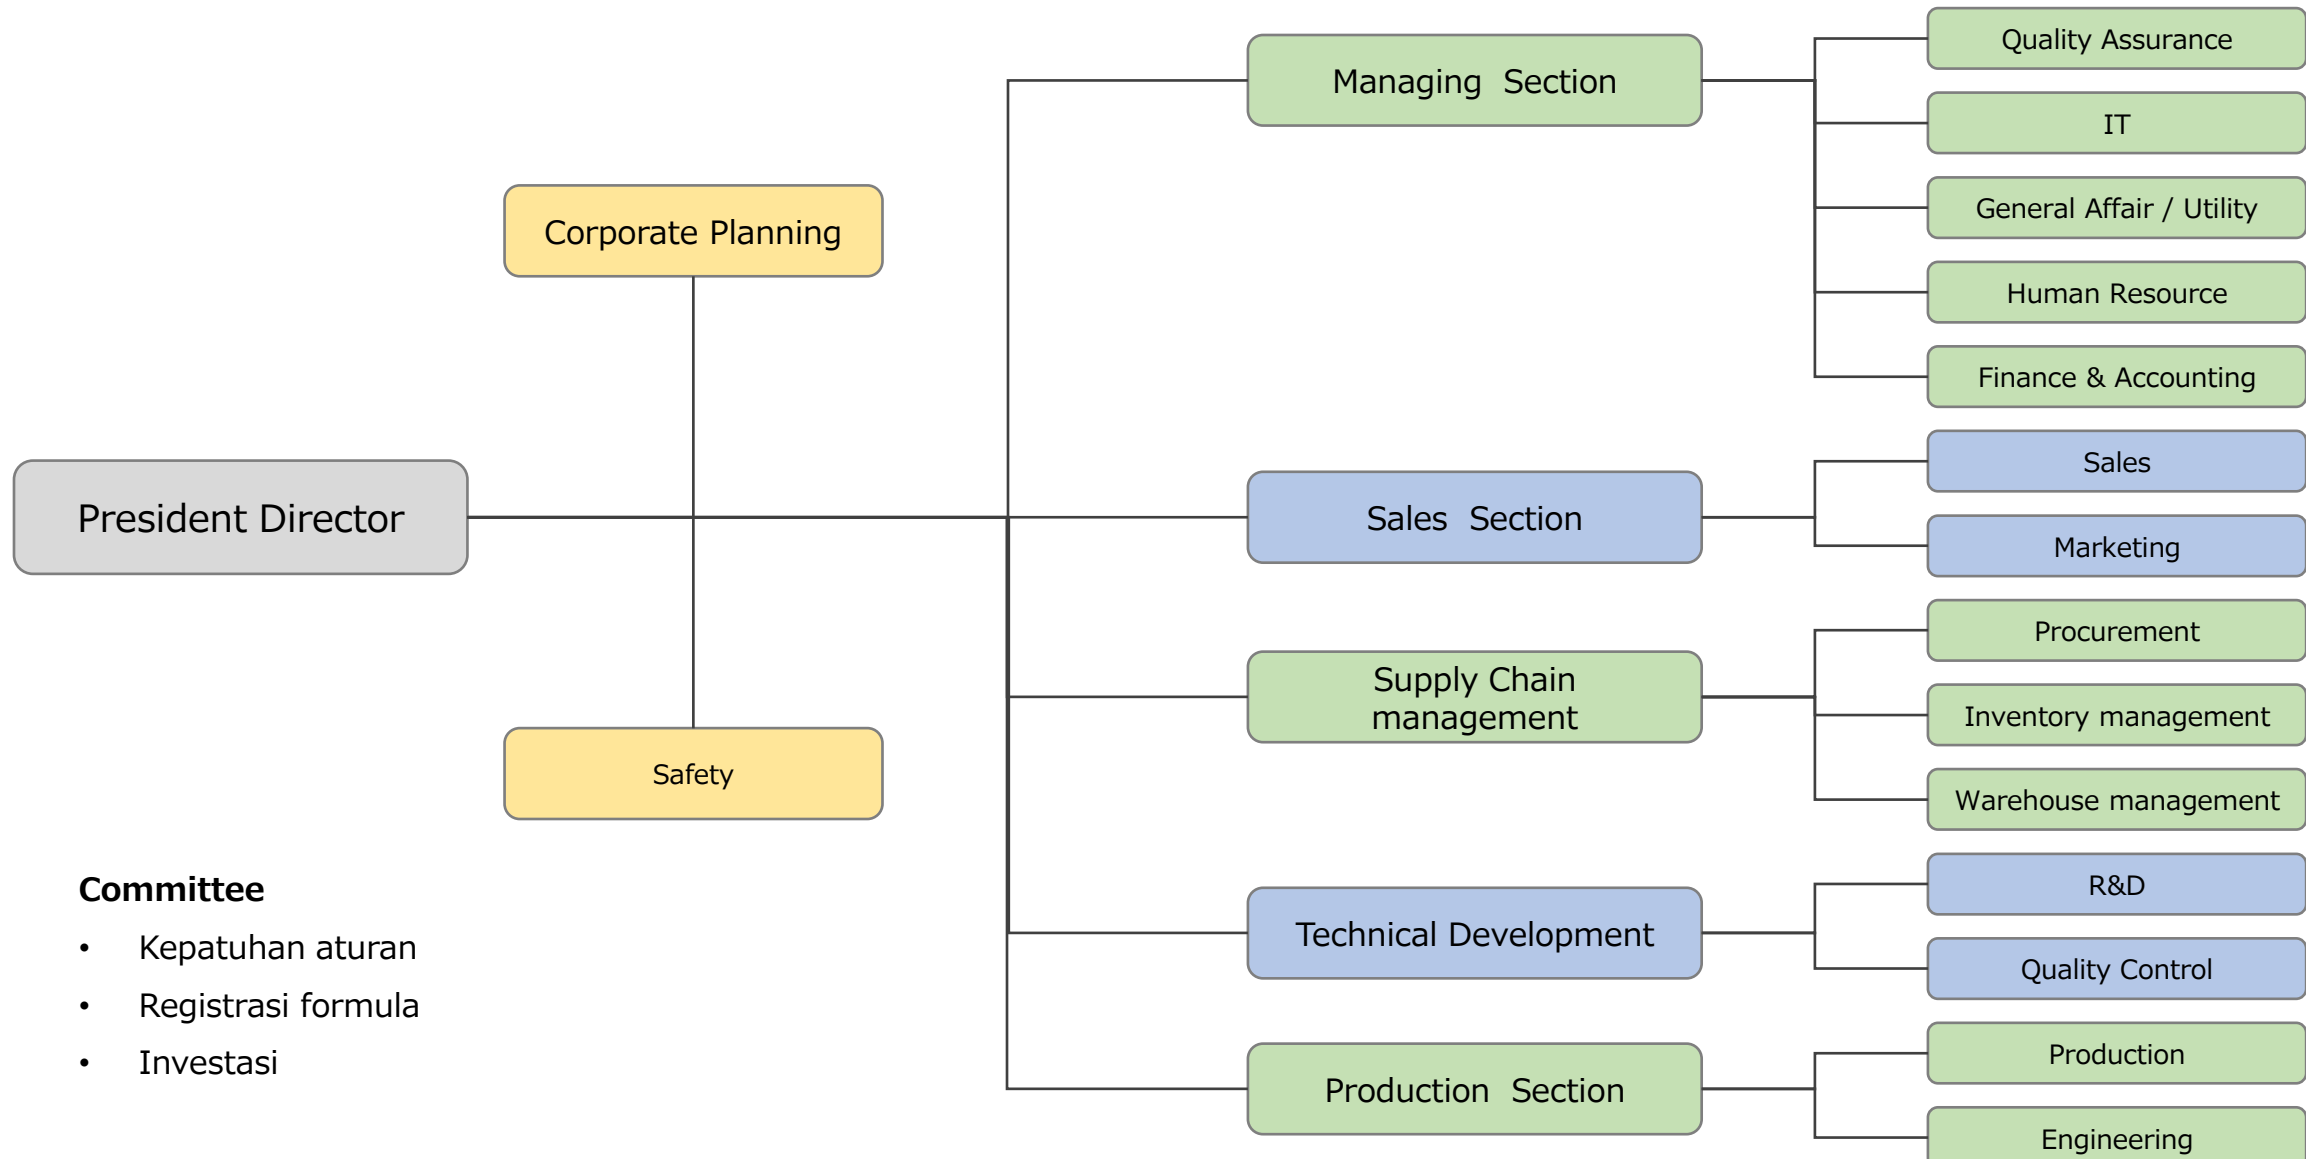 President Director
Corporate Planning
Safety
Managing Section
Quality Assurance
IT
General Affair / Utility
Human Resource
Finance & Accounting
Sales Section
Sales
Marketing
Supply Chain
management
Procurement
Inventory management
Warehouse management
Technical Development
R&D
Quality Control
Production Section
Production
Engineering
Committee
• Kepatuhan aturan
• Registrasi formula
• Investasi